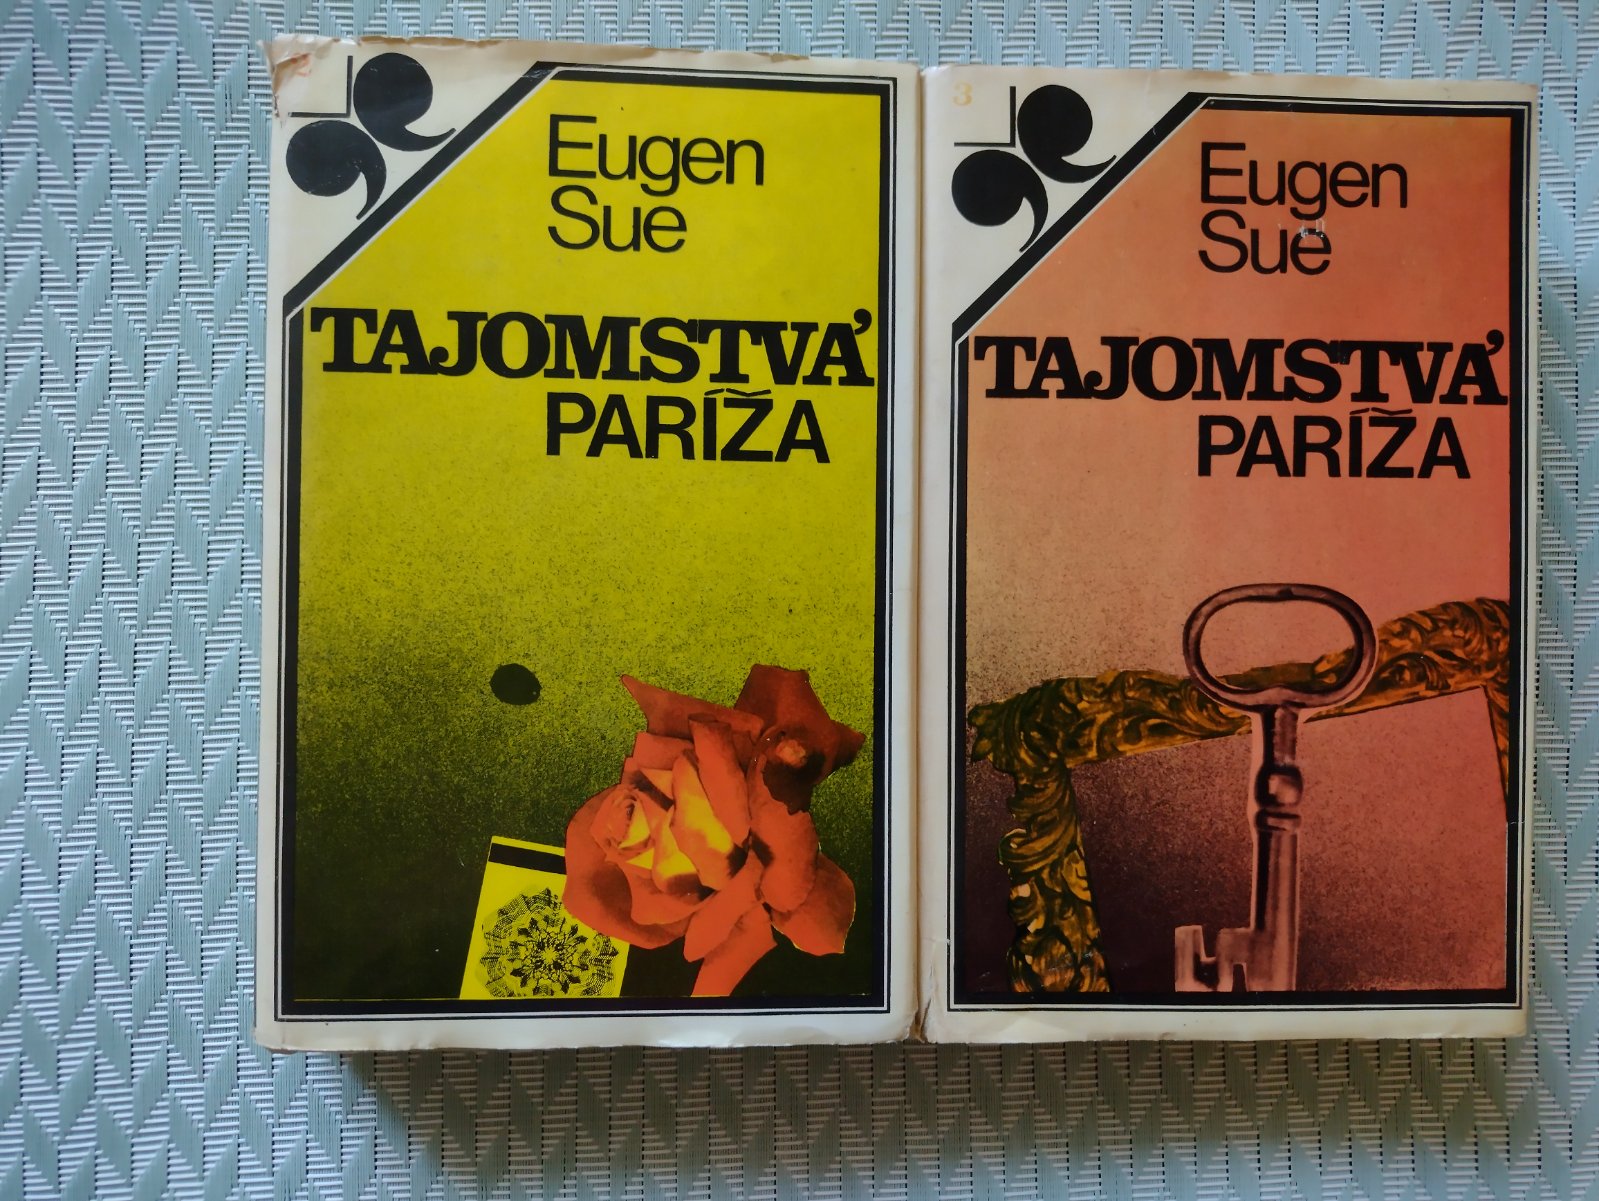 Eugen
Sue
TAJOMSTVÁ
PARÍŽA
3
Eugen
Sue
TAJOMSTVÁ
PARÍŽA